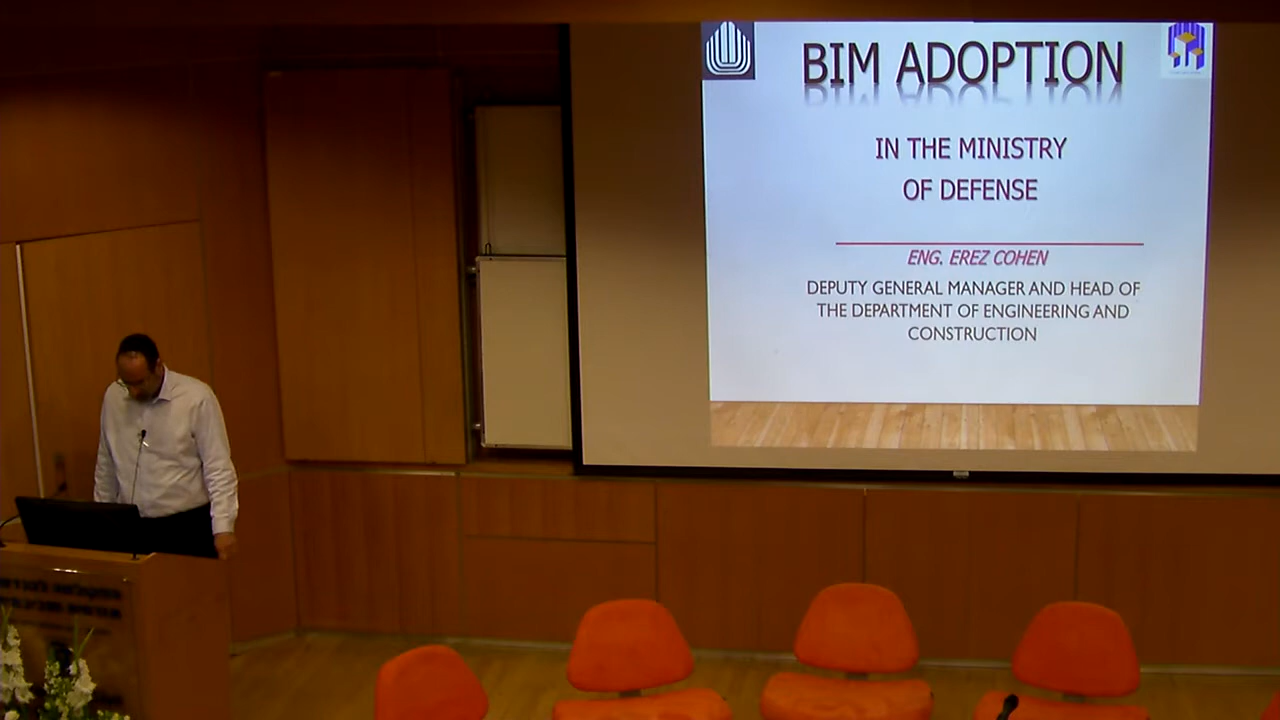 BIM ADOPTION
IN THE MINISTRY
OF DEFENSE
ENG. EREZ COHEN
DEPUTY GENERAL MANAGER AND HEAD OF
THE DEPARTMENT OF ENGINEERING AND
CONSTRUCTION